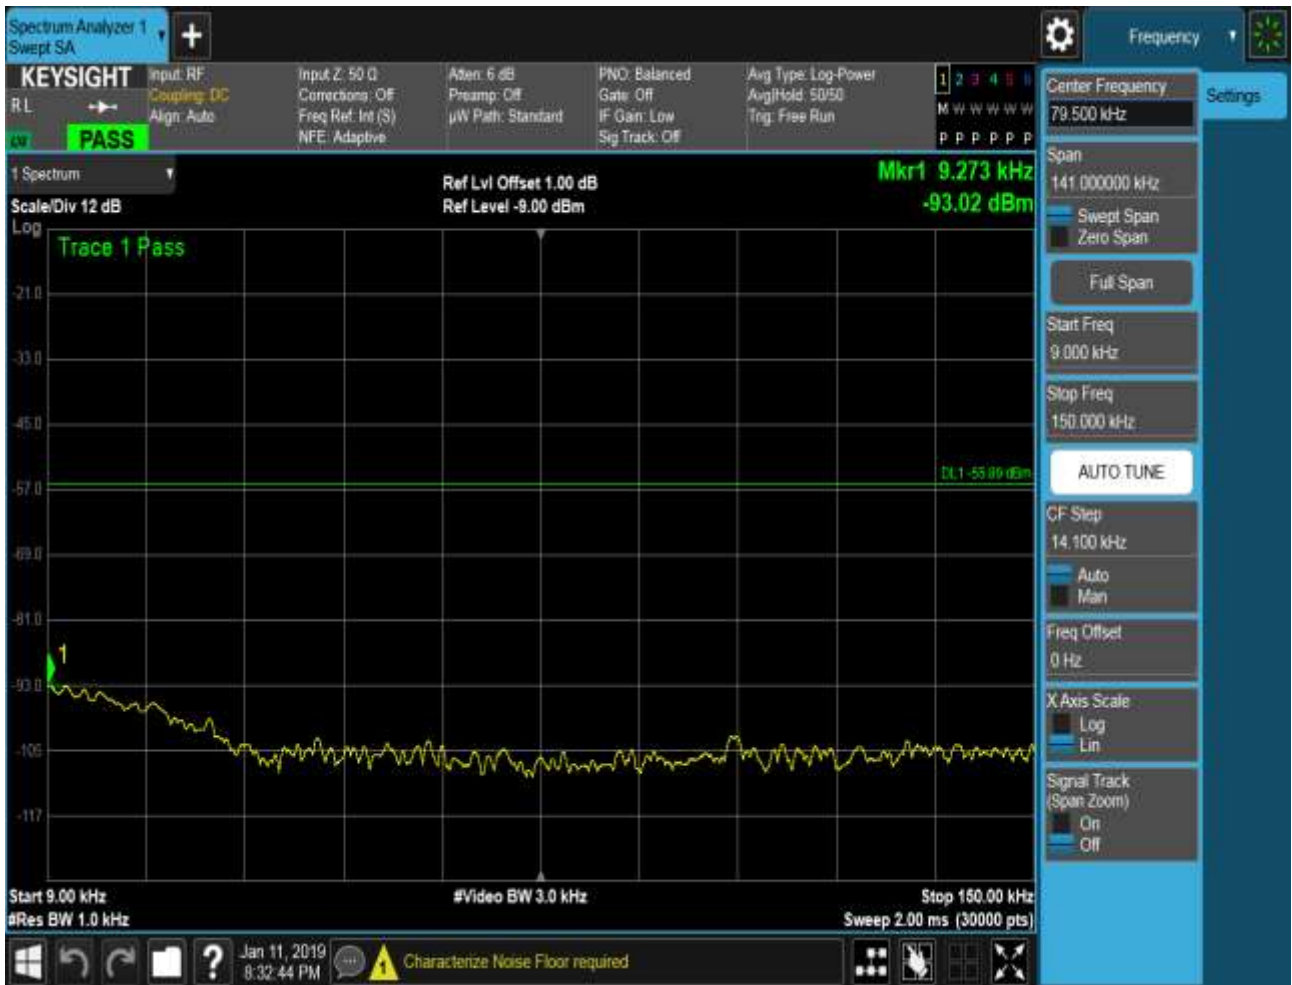 Spectrum Analyzer 1
Swept SA
+
Frequency
KEYSIGHT
RL
PASS
Input: RF
Coupling: DC
Align: Auto
Input Z: 50 Ω
Corrections: Off
Freq Ref: Int (S)
NFE: Adaptive
Atten: 6 dB
Preamp: Off
µW Path: Standard
PNO: Balanced
Gate: Off
IF Gain: Low
Sig Track: Off
Avg Type: Log-Power
Avg|Hold: 50/50
Trig: Free Run
1 2 3 4 5 6
M W W W W W
P P P P P P
1 Spectrum
Scale/Div 12 dB
Ref Lvl Offset 1.00 dB
Ref Level -9.00 dBm
Mkr1 9.273 kHz
-93.02 dBm
Log
Trace 1 Pass
-21.0
-33.0
-45.0
DL1 -55.89 dBm
-57.0
-69.0
-81.0
1
-93.0
-105
-117
Start 9.00 kHz
#Video BW 3.0 kHz
Stop 150.00 kHz
#Res BW 1.0 kHz
Sweep 2.00 ms (30000 pts)
Center Frequency
79.500 kHz
Settings
Span
141.000000 kHz
Swept Span
Zero Span
Full Span
Start Freq
9.000 kHz
Stop Freq
150.000 kHz
AUTO TUNE
CF Step
14.100 kHz
Auto
Man
Freq Offset
0 Hz
X Axis Scale
Log
Lin
Signal Track
(Span Zoom)
On
Off
?
Jan 11, 2019
8:32:44 PM
1
Characterize Noise Floor required